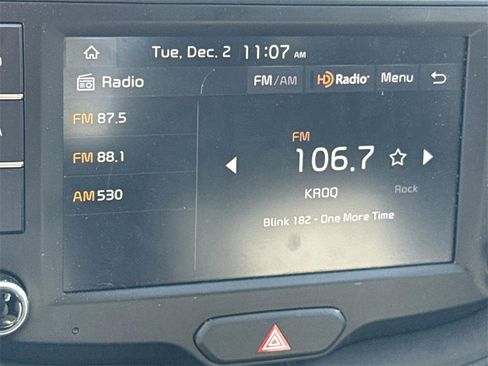 Tue, Dec. 2 11:07 AM
Radio FM/AM HD Radio Menu
FM 87.5
FM 88.1
AM 530
FM
106.7
KROQ
Rock
Blink 182 - One More Time